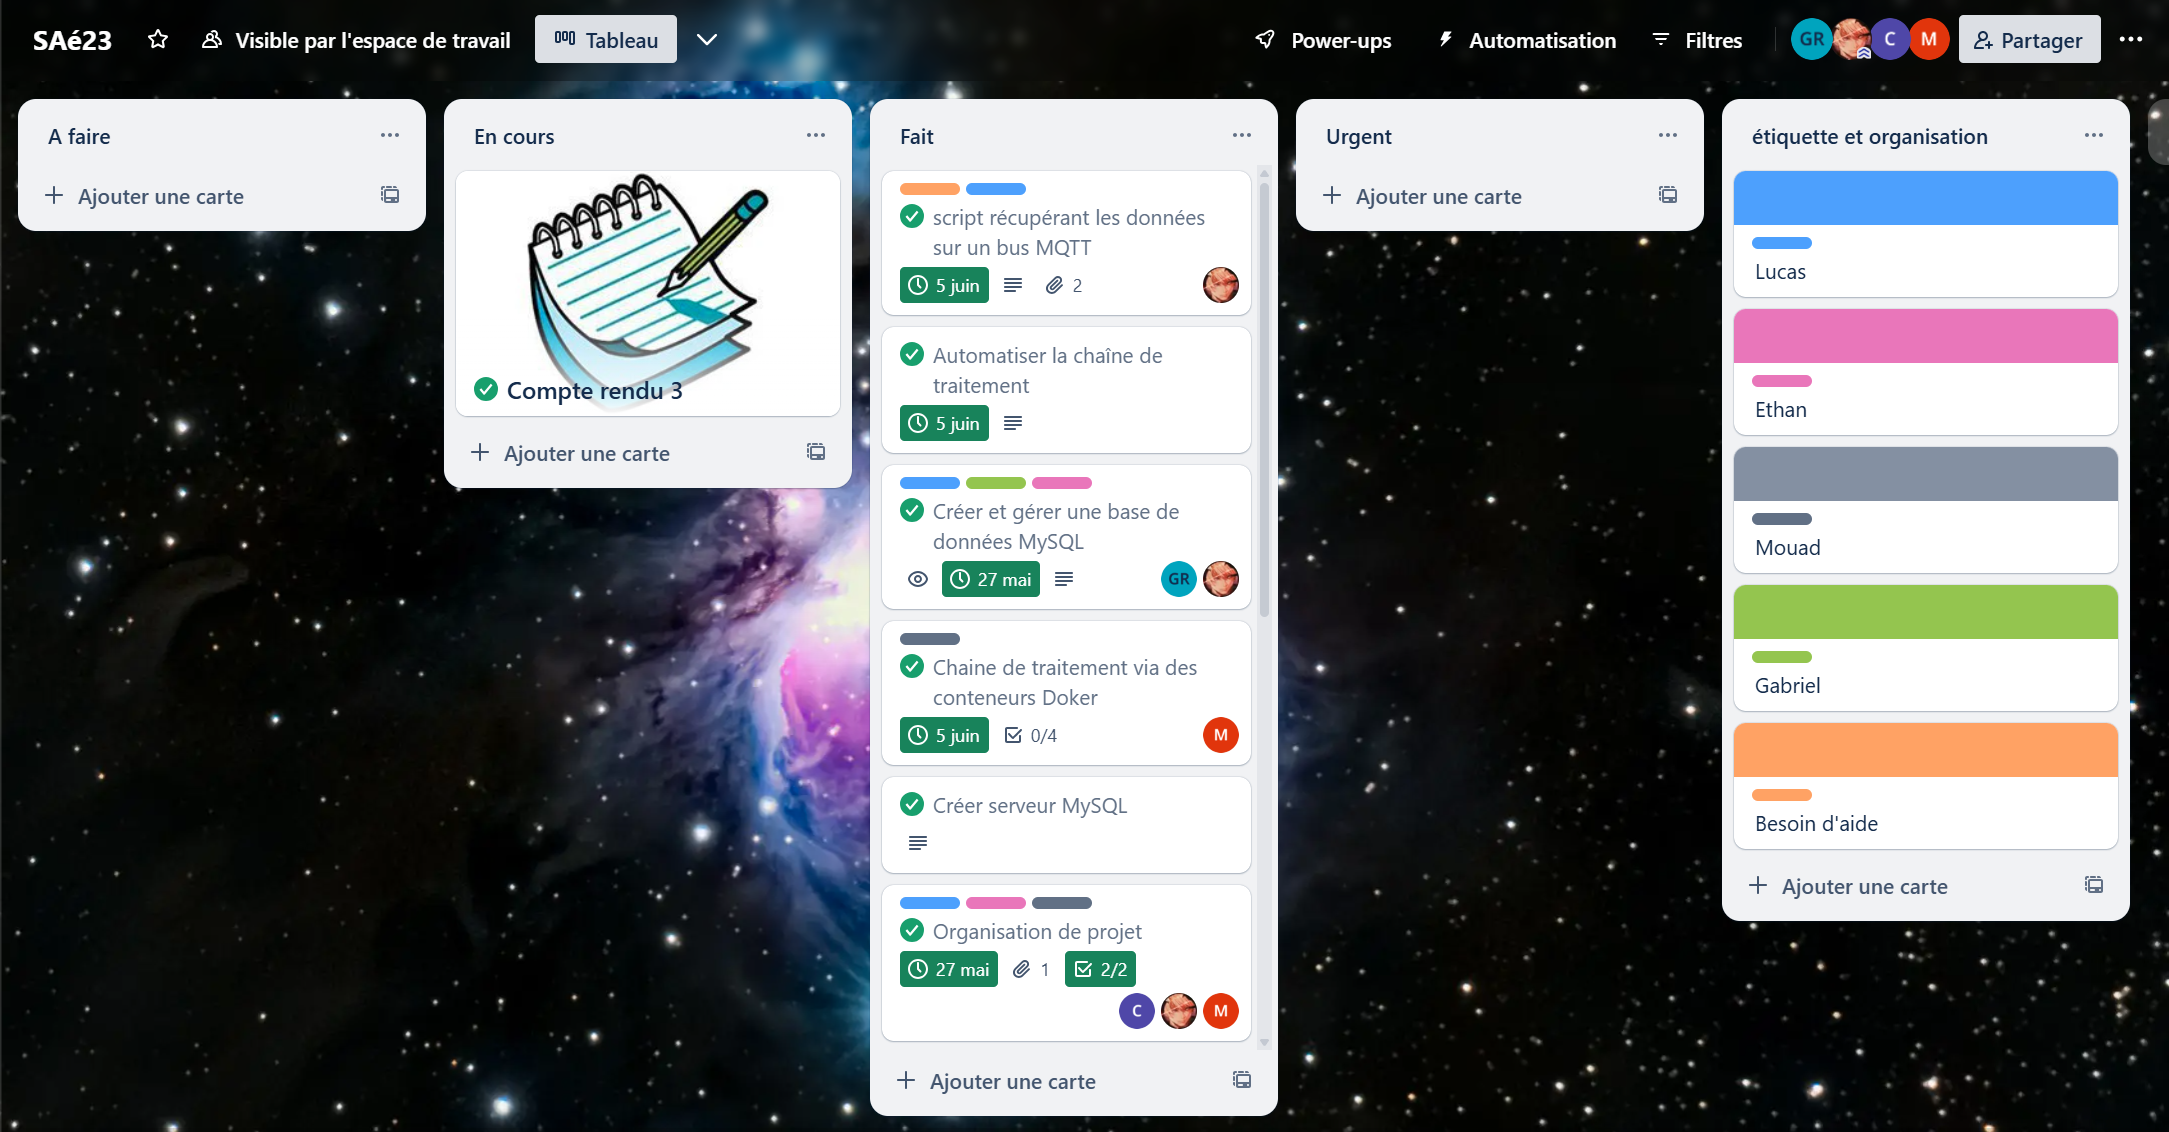 SAé23
Visible par l'espace de travail
Tableau
Power-ups
Automatisation
Filtres
GR
C
M
Partager
A faire
Ajouter une carte
En cours
Compte rendu 3
Ajouter une carte
Fait
script récupérant les données
sur un bus MQTT
5 juin
2
Automatiser la chaîne de
traitement
5 juin
Créer et gérer une base de
données MySQL
27 mai
GR
Chaine de traitement via des
conteneurs Doker
5 juin
0/4
M
Créer serveur MySQL
Organisation de projet
27 mai
1
2/2
C
M
Ajouter une carte
Urgent
Ajouter une carte
étiquette et organisation
Lucas
Ethan
Mouad
Gabriel
Besoin d'aide
Ajouter une carte